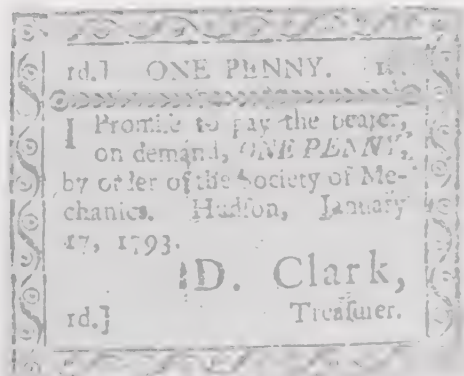 1d.] ONE PENNY.
I Promise to pay the bearer,
on demand, ONE PENNY,
by order of the Society of Me-
chanics. Hudſon, January
17, 1793.
D. Clark,
1d.] Treaſurer.